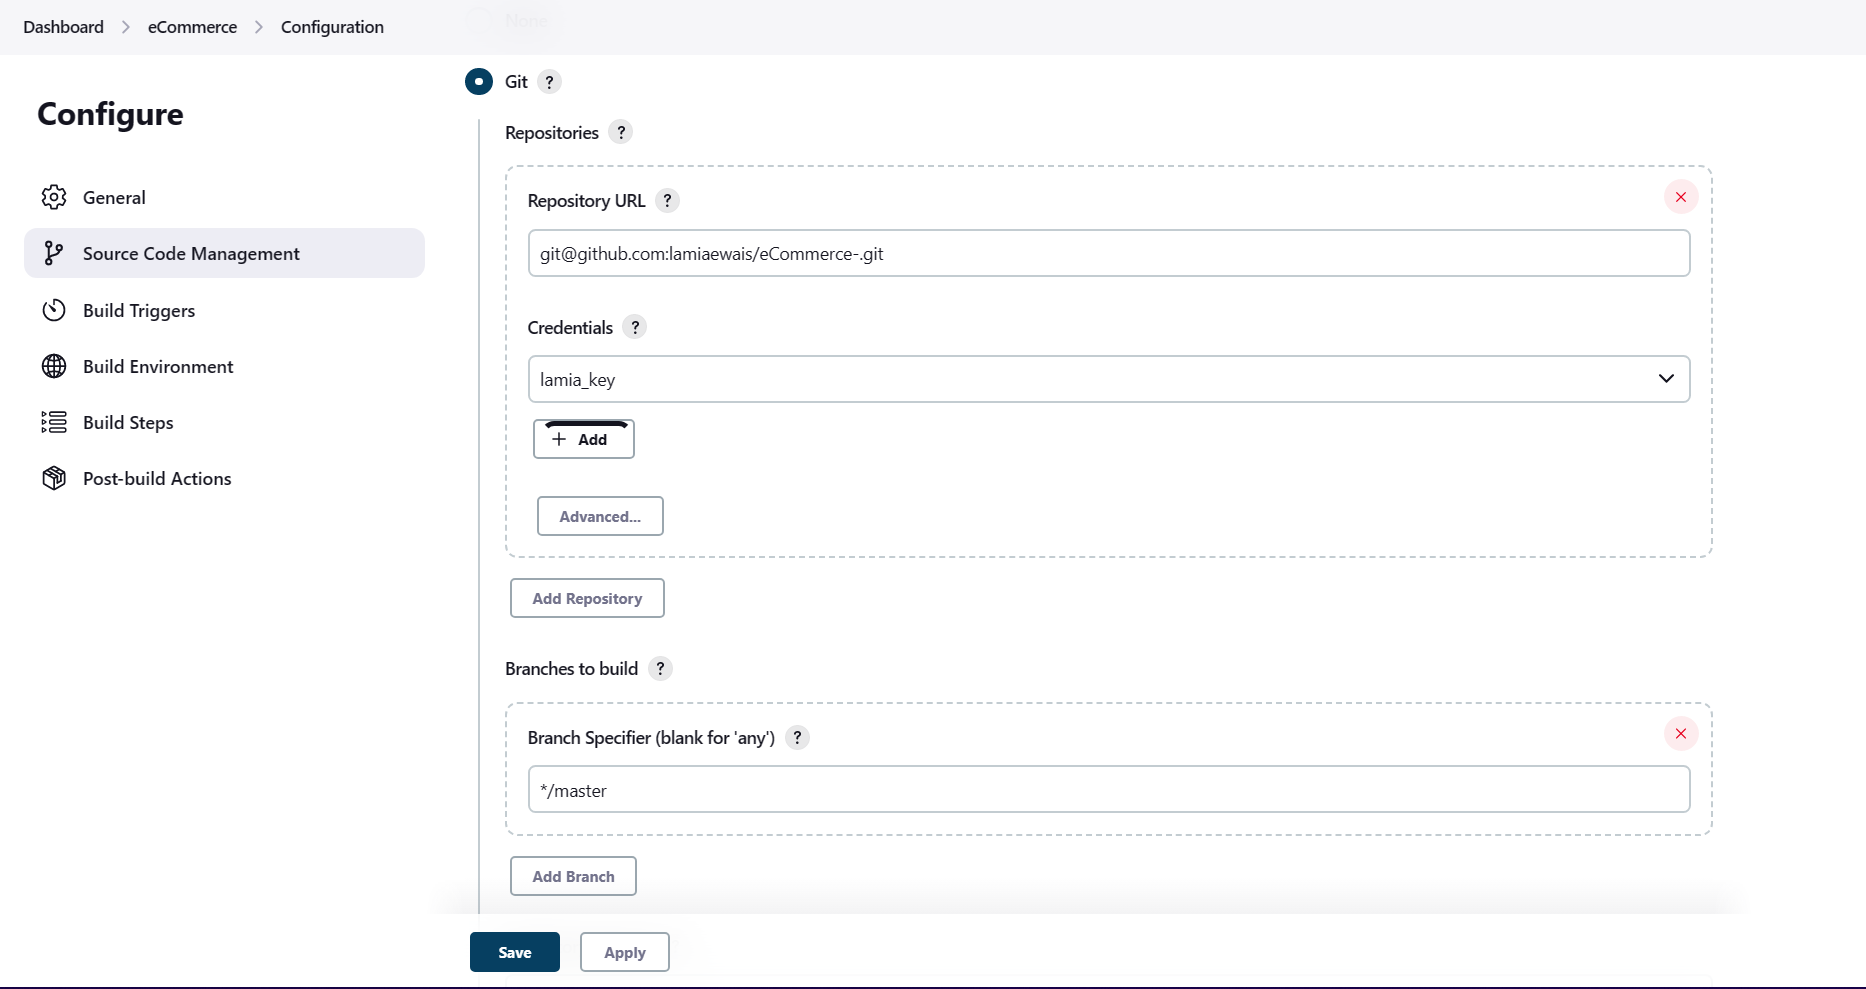 Dashboard > eCommerce > Configuration
None
Configure
General
Source Code Management
Build Triggers
Build Environment
Build Steps
Post-build Actions
Git ?
Repositories ?
Repository URL ?
git@github.com:lamiaewais/eCommerce-.git
Credentials ?
lamia_key
+ Add
Advanced...
Add Repository
Branches to build ?
Branch Specifier (blank for 'any') ?
*/master
Add Branch
Save Apply